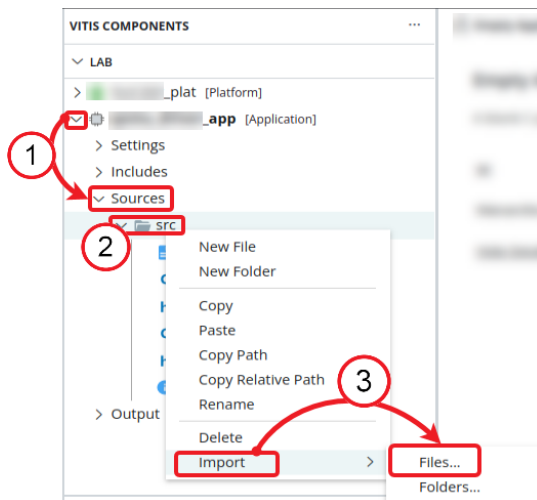 VITIS COMPONENTS ...
LAB
_plat [Platform]
_app [Application]
1
Settings
Includes
Sources
2
src
New File
New Folder
Copy
Paste
Copy Path
Copy Relative Path
3
Rename
Output
Delete
Import
Files...
Folders...